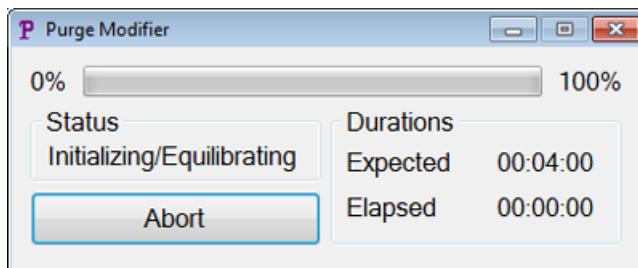 Purge Modifier
0% 100%
Status
Initializing/Equilibrating
Abort
Durations
Expected 00:04:00
Elapsed 00:00:00